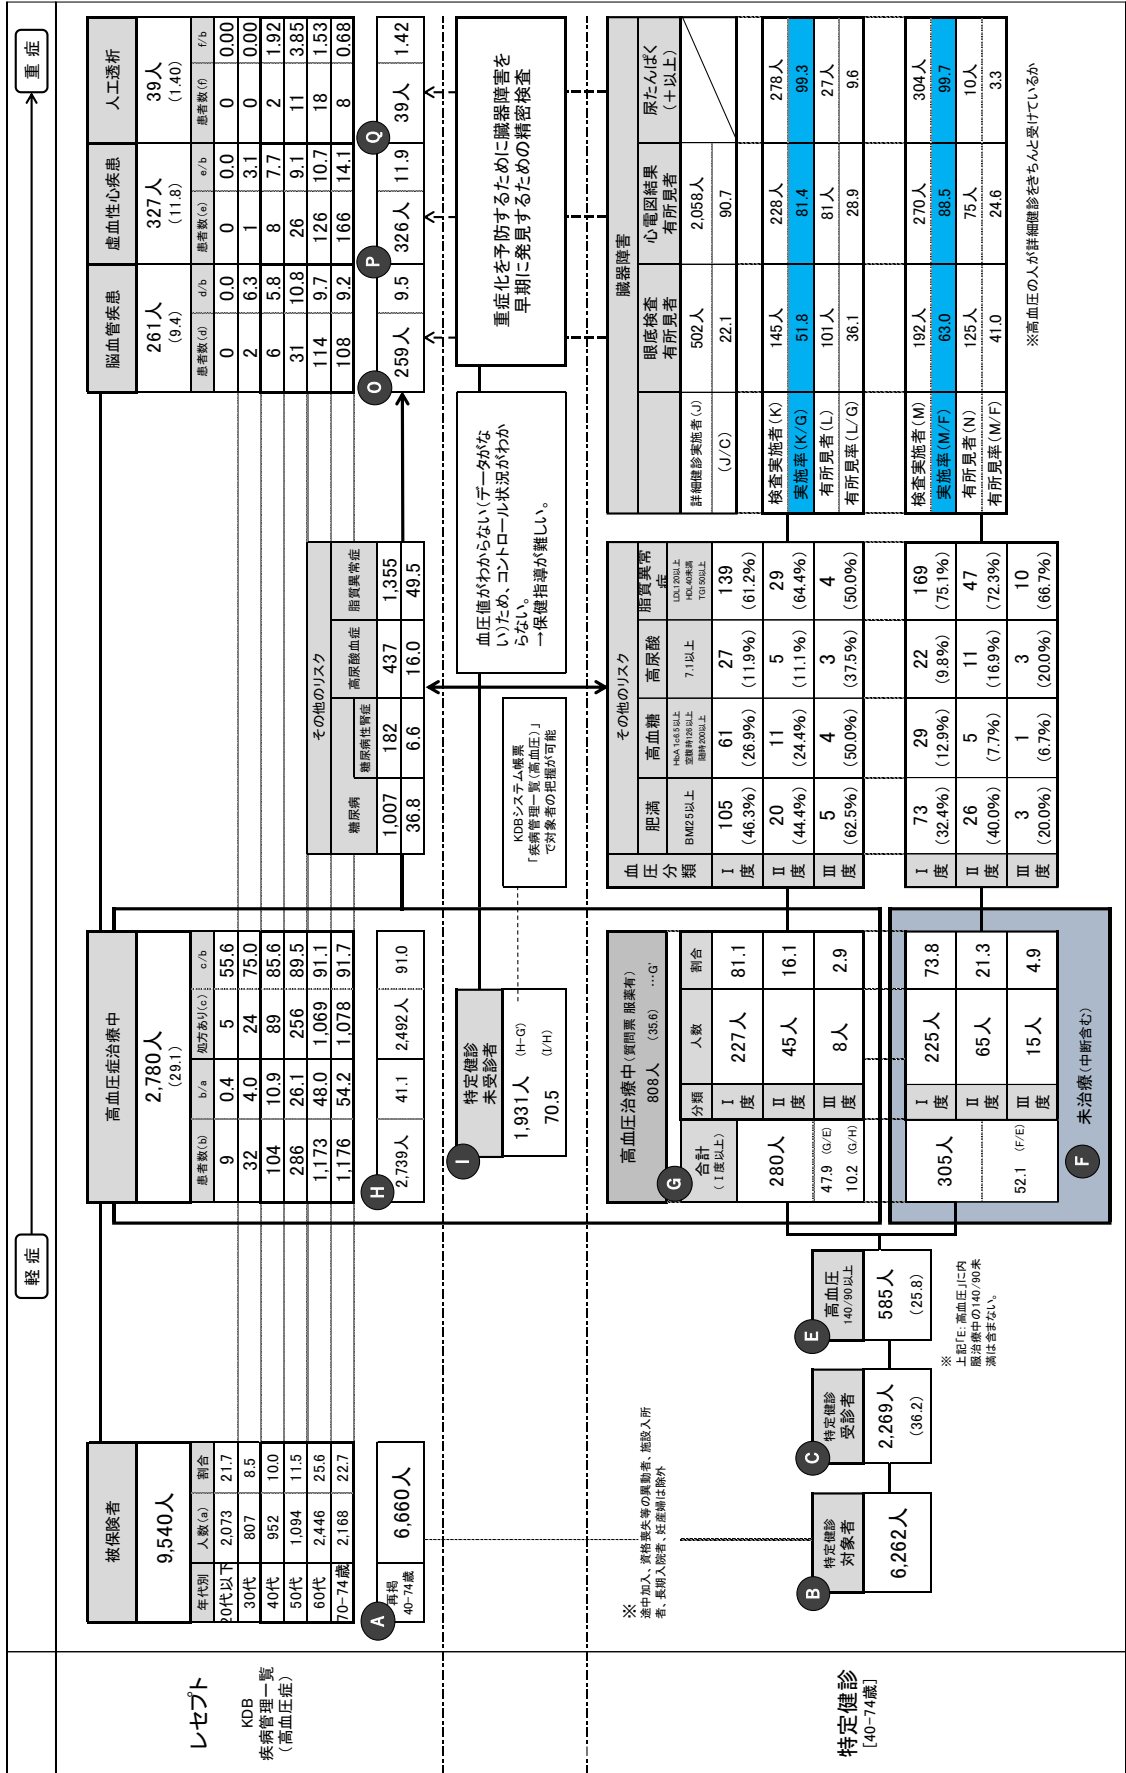 軽症
重症
レセプト
KDB
疾病管理一覧
（高血圧症）
被保険者
9,540人
年代別 人数(a) 割合
20代以下 2,073 21.7
30代 807 8.5
40代 952 10.0
50代 1,094 11.5
60代 2,446 25.6
70-74歳 2,168 22.7
A
再掲
40-74歳
6,660人
高血圧症治療中
2,780人
(29.1)
患者数(b) b/a 処方あり(c) c/b
9 0.4 5 55.6
32 4.0 24 75.0
104 10.9 89 85.6
286 26.1 256 89.5
1,173 48.0 1,069 91.1
1,176 54.2 1,078 91.7
H
2,739人 41.1 2,492人 91.0
その他のリスク
糖尿病 糖尿病性腎症 高尿酸血症 脂質異常症
1,007 182 437 1,355
36.8 6.6 16.0 49.5
脳血管疾患 虚血性心疾患 人工透析
261人 327人 39人
(9.4) (11.8) (1.40)
患者数(d) d/b 患者数(e) e/b 患者数(f) f/b
0 0.0 0 0.0 0 0.00
2 6.3 1 3.1 0 0.00
6 5.8 8 7.7 2 1.92
31 10.8 26 9.1 11 3.85
114 9.7 126 10.7 18 1.53
108 9.2 166 14.1 8 0.68
O P Q
259人 9.5 326人 11.9 39人 1.42
I
特定健診
未受診者
1,931人 (H-G')
70.5 (I/H)
KDBシステム帳票
「疾病管理一覧(高血圧)」
で対象者の把握が可能
血圧値がわからない(データがな
い)ため、コントロール状況がわか
らない。
→保健指導が難しい。
重症化を予防するために臓器障害を
早期に発見するための精密検査
特定健診
[40-74歳]
※
途中加入、資格喪失等の異動者、施設入所
者、長期入院者、妊産婦は除外
B
特定健診
対象者
6,262人
C
特定健診
受診者
2,269人
(36.2)
E
高血圧
140/90以上
585人
(25.8)
※
上記「E:高血圧」に内
服治療中の140/90未
満は含まない。
高血圧治療中(質問票 服薬有)
808人 (35.6) …G'
G
合計
(Ⅰ度以上)
分類 人数 割合
280人
47.9 (G/E)
10.2 (G/H)
Ⅰ度 227人 81.1
Ⅱ度 45人 16.1
Ⅲ度 8人 2.9
305人
52.1 (F/E)
Ⅰ度 225人 73.8
Ⅱ度 65人 21.3
Ⅲ度 15人 4.9
F
未治療(中断含む)
血圧分類
その他のリスク
肥満 高血糖 高尿酸 脂質異常症
BMI25以上
HbA1c6.5以上
空腹時126以上
随時200以上
7.1以上
LDL120以上
HDL40未満
TG150以上
Ⅰ度 105 61 27 139
(46.3%) (26.9%) (11.9%) (61.2%)
Ⅱ度 20 11 5 29
(44.4%) (24.4%) (11.1%) (64.4%)
Ⅲ度 5 4 3 4
(62.5%) (50.0%) (37.5%) (50.0%)
Ⅰ度 73 29 22 169
(32.4%) (12.9%) (9.8%) (75.1%)
Ⅱ度 26 5 11 47
(40.0%) (7.7%) (16.9%) (72.3%)
Ⅲ度 3 1 3 10
(20.0%) (6.7%) (20.0%) (66.7%)
臓器障害
眼底検査
有所見者
心電図結果
有所見者
尿たんぱく
(＋以上)
詳細健診実施者(J) 502人 2,058人
(J/C) 22.1 90.7
検査実施者(K) 145人 228人 278人
実施率(K/G) 51.8 81.4 99.3
有所見者(L) 101人 81人 27人
有所見率(L/G) 36.1 28.9 9.6
検査実施者(M) 192人 270人 304人
実施率(M/F) 63.0 88.5 99.7
有所見者(N) 125人 75人 10人
有所見率(M/F) 41.0 24.6 3.3
※高血圧の人が詳細健診をきちんと受けているか